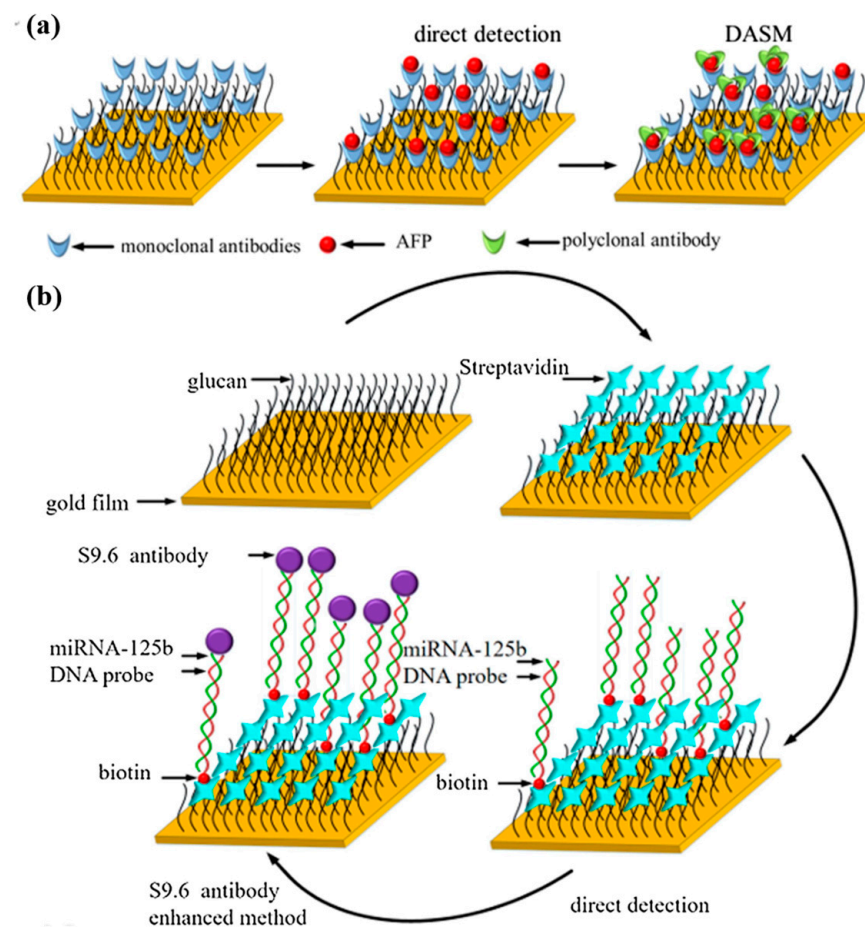 (a)
direct detection
DASM
monoclonal antibodies
AFP
polyclonal antibody
(b)
glucan
Streptavidin
gold film
S9.6 antibody
miRNA-125b
DNA probe
miRNA-125b
DNA probe
biotin
biotin
S9.6 antibody
enhanced method
direct detection